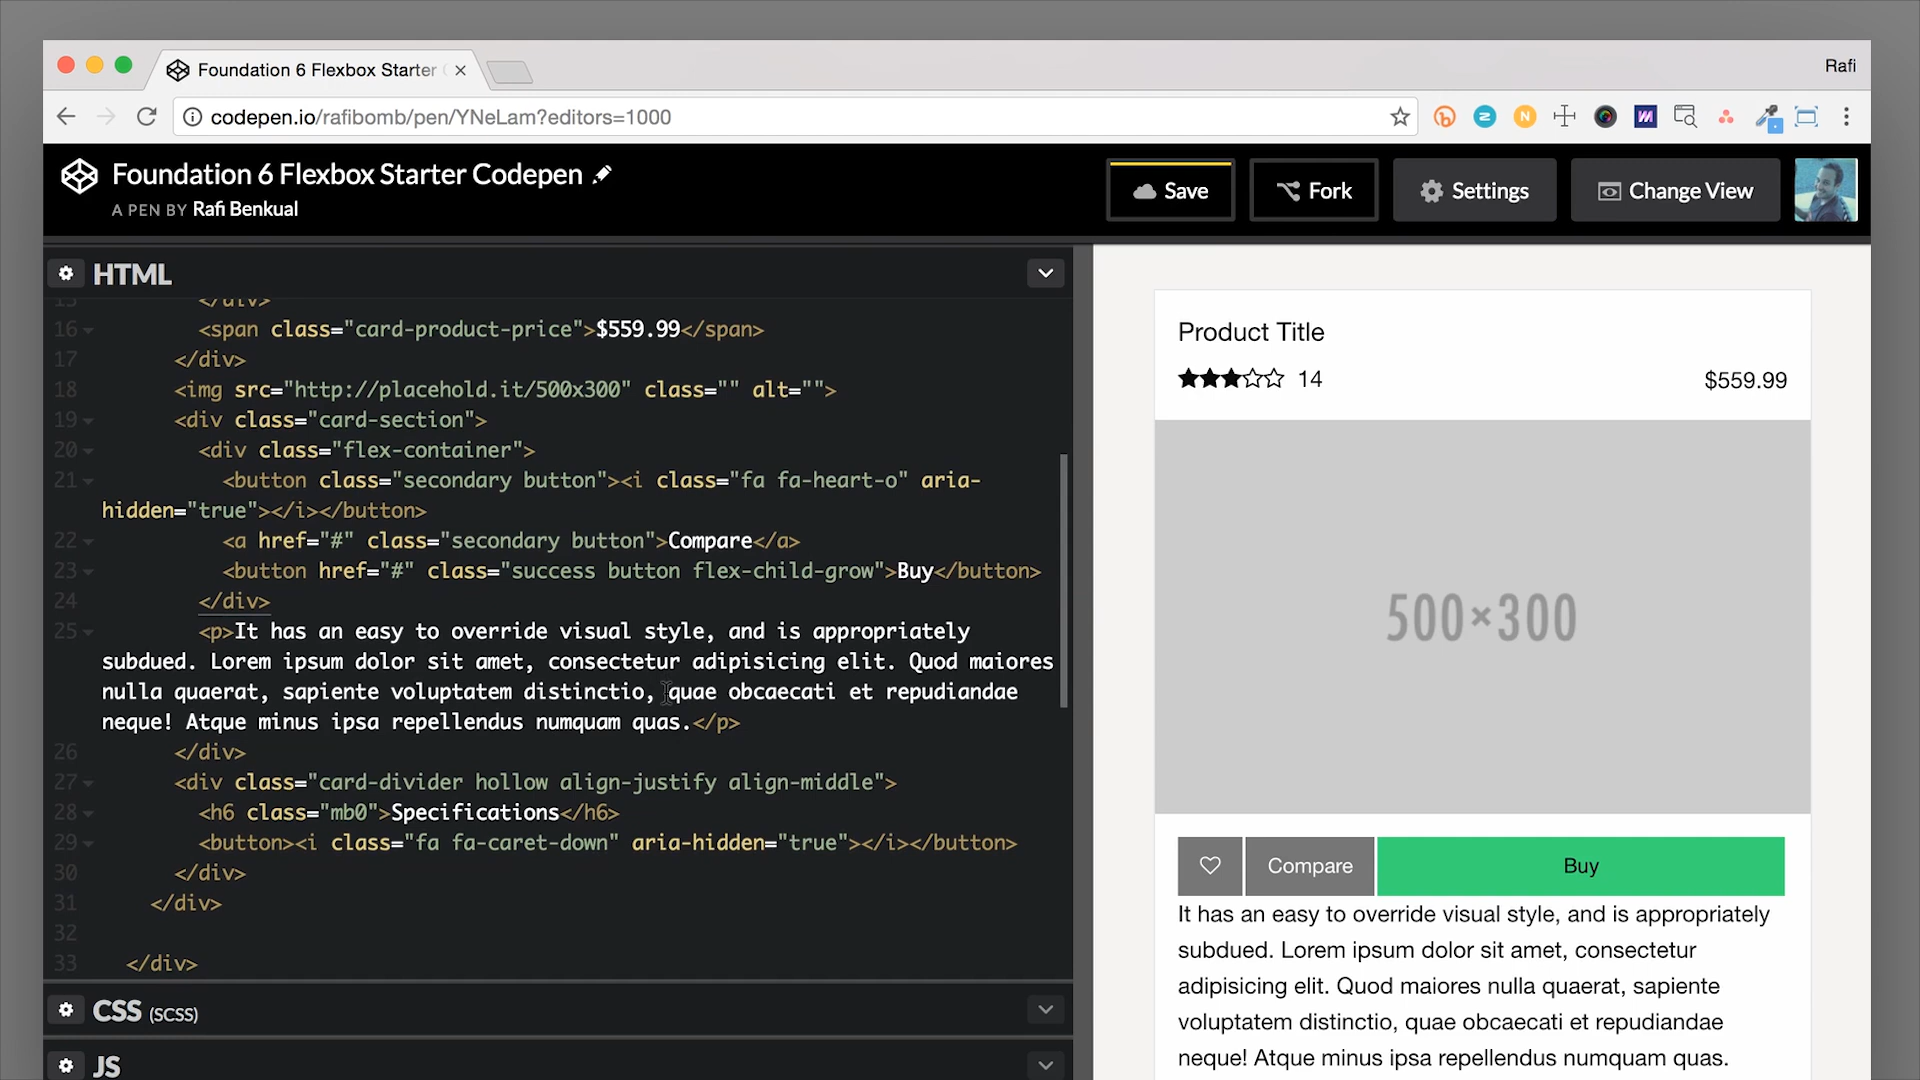 Foundation 6 Flexbox Starter
Rafi
codepen.io/rafibomb/pen/YNeLam?editors=1000
Foundation 6 Flexbox Starter Codepen
A PEN BY Rafi Benkual
Save
Fork
Settings
Change View
HTML
15 </div>
16 <span class="card-product-price">$559.99</span>
17 </div>
18 <img src="http://placehold.it/500x300" class="" alt="">
19 <div class="card-section">
20 <div class="flex-container">
21 <button class="secondary button"><i class="fa fa-heart-o" aria-
hidden="true"></i></button>
22 <a href="#" class="secondary button">Compare</a>
23 <button href="#" class="success button flex-child-grow">Buy</button>
24 </div>
25 <p>It has an easy to override visual style, and is appropriately
subdued. Lorem ipsum dolor sit amet, consectetur adipisicing elit. Quod maiores
nulla quaerat, sapiente voluptatem distinctio, quae obcaecati et repudiandae
neque! Atque minus ipsa repellendus numquam quas.</p>
26 </div>
27 <div class="card-divider hollow align-justify align-middle">
28 <h6 class="mb0">Specifications</h6>
29 <button><i class="fa fa-caret-down" aria-hidden="true"></i></button>
30 </div>
31 </div>
32
33 </div>
CSS (SCSS)
JS
Product Title
14
$559.99
500×300
Compare
Buy
It has an easy to override visual style, and is appropriately
subdued. Lorem ipsum dolor sit amet, consectetur
adipisicing elit. Quod maiores nulla quaerat, sapiente
voluptatem distinctio, quae obcaecati et repudiandae
neque! Atque minus ipsa repellendus numquam quas.